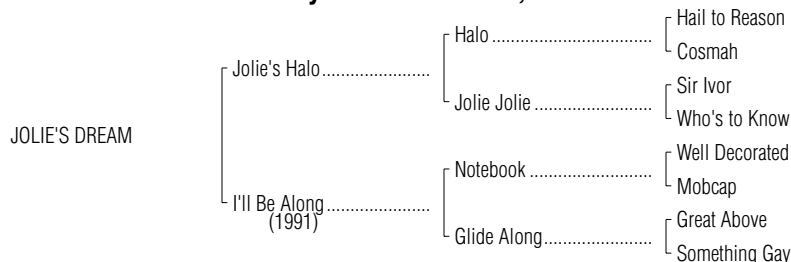 Hail to Reason
Halo
Cosmah
Jolie's Halo
Sir Ivor
Jolie Jolie
Who's to Know
JOLIE'S DREAM
Well Decorated
Notebook
Mobcap
I'll Be Along
(1991)
Great Above
Glide Along
Something Gay